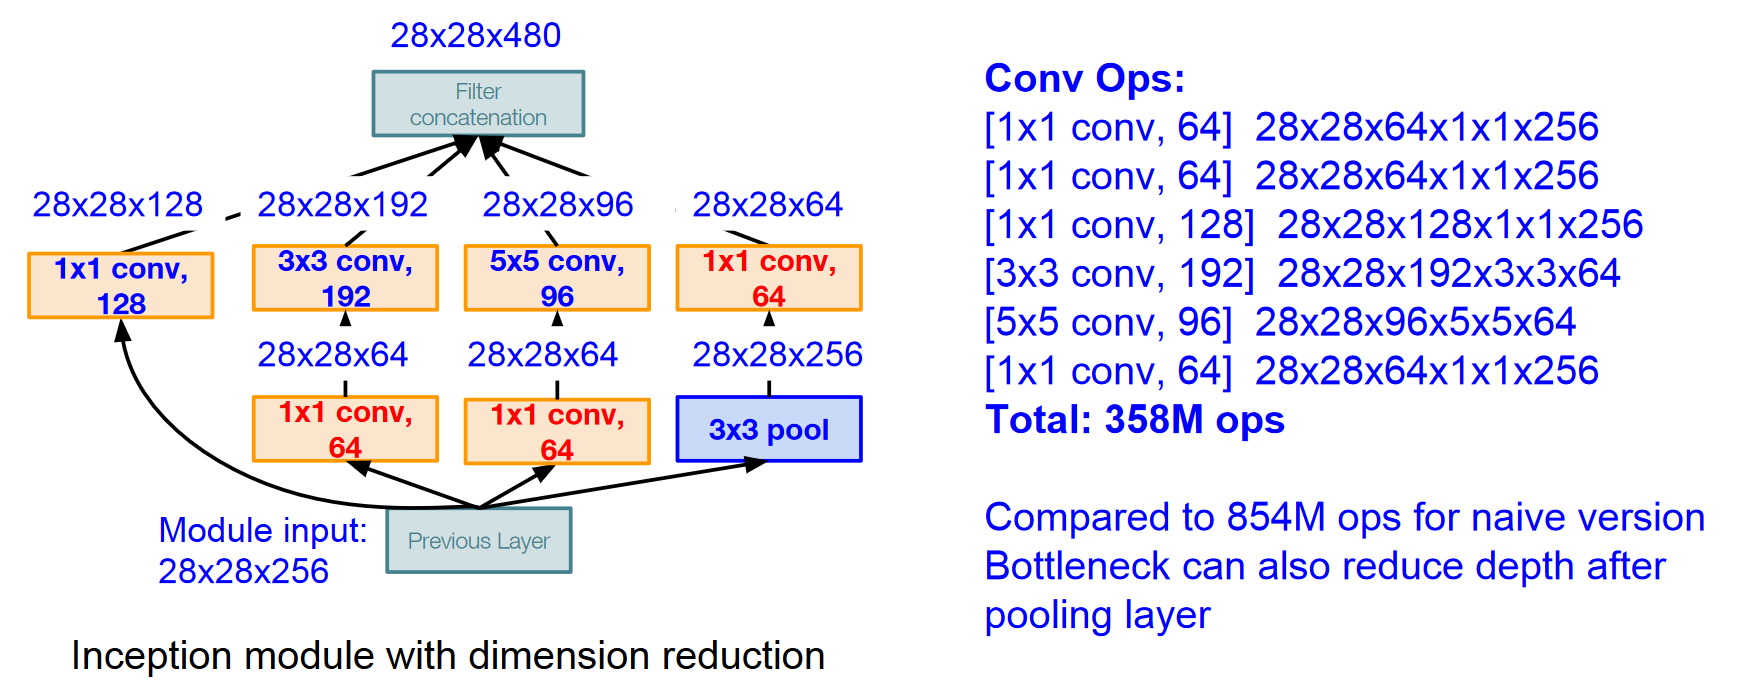 28x28x480
Filter
concatenation
28x28x128
28x28x192
28x28x96
28x28x64
1x1 conv,
128
3x3 conv,
192
5x5 conv,
96
1x1 conv,
64
28x28x64
28x28x64
28x28x256
1x1 conv,
64
1x1 conv,
64
3x3 pool
Module input:
28x28x256
Previous Layer
Inception module with dimension reduction
Conv Ops:
[1x1 conv, 64] 28x28x64x1x1x256
[1x1 conv, 64] 28x28x64x1x1x256
[1x1 conv, 128] 28x28x128x1x1x256
[3x3 conv, 192] 28x28x192x3x3x64
[5x5 conv, 96] 28x28x96x5x5x64
[1x1 conv, 64] 28x28x64x1x1x256
Total: 358M ops
Compared to 854M ops for naive version
Bottleneck can also reduce depth after
pooling layer